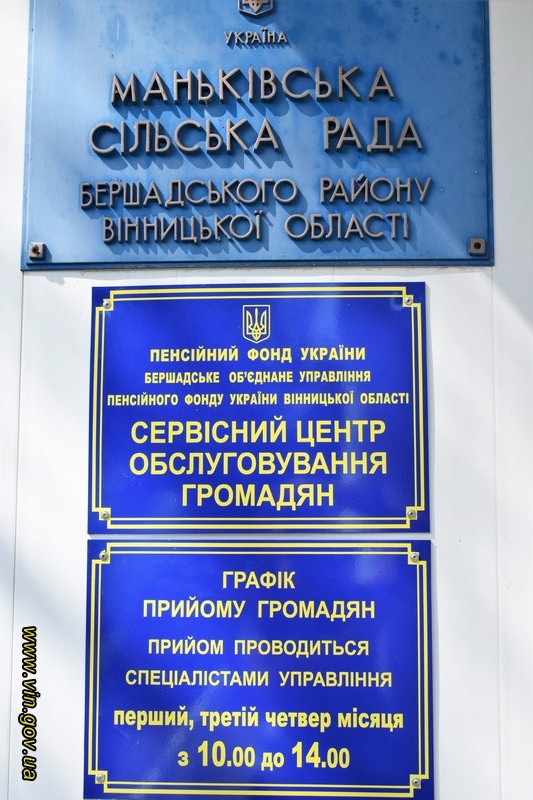 УКРАЇНА
МАНЬКІВСЬКА
СІЛЬСЬКА РАДА
БЕРШАДСЬКОГО РАЙОНУ
ВІННИЦЬКОЇ ОБЛАСТІ
ПЕНСІЙНИЙ ФОНД УКРАЇНИ
БЕРШАДСЬКЕ ОБ'ЄДНАНЕ УПРАВЛІННЯ
ПЕНСІЙНОГО ФОНДУ УКРАЇНИ ВІННИЦЬКОЇ ОБЛАСТІ
СЕРВІСНИЙ ЦЕНТР
ОБСЛУГОВУВАННЯ
ГРОМАДЯН
ГРАФІК
ПРИЙОМУ ГРОМАДЯН
ПРИЙОМ ПРОВОДИТЬСЯ
СПЕЦІАЛІСТАМИ УПРАВЛІННЯ
перший, третій четвер місяця
з 10.00 до 14.00
www.vin.gov.ua